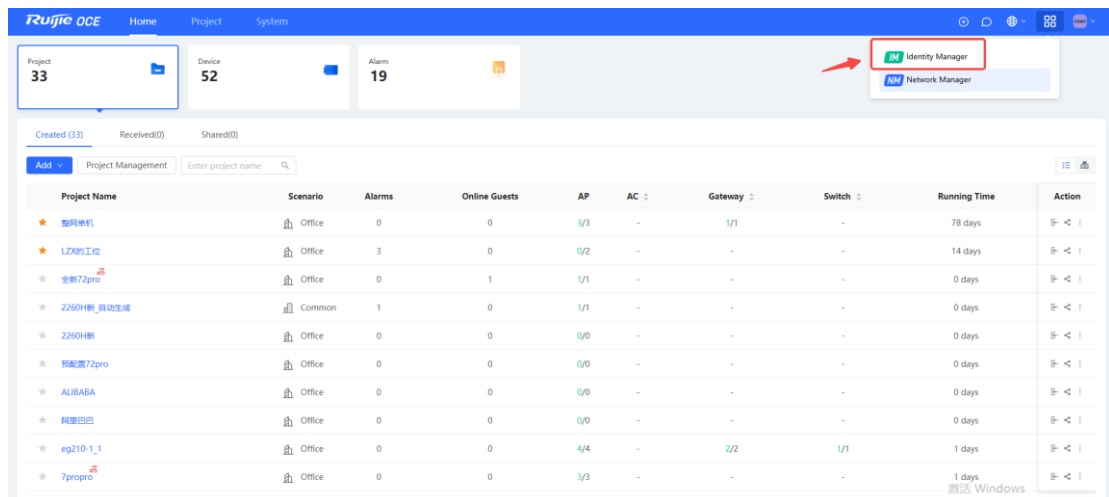 Ruijie OCE Home Project System
Project
33
Device
52
Alarm
19
IM Identity Manager
NM Network Manager
Created (33) Received(0) Shared(0)
Add Project Management Enter project name
Project Name Scenario Alarms Online Guests AP AC Gateway Switch Running Time Action
整网单机 Office 0 0 3/3 - 1/1 - 78 days
LZX的工位 Office 3 0 0/2 - - - 14 days
全新72pro Office 0 1 1/1 - - - 0 days
2260H新_自动生成 Common 1 0 1/1 - - - 0 days
2260H新 Office 0 0 0/0 - - - 0 days
预配置72pro Office 0 0 0/0 - - - 0 days
ALIBABA Office 0 0 0/0 - - - 0 days
阿里巴巴 Office 0 0 0/0 - - - 0 days
eg210-1_1 Office 0 0 4/4 - 2/2 1/1 1 days
7propro Office 0 0 3/3 - - - 1 days
激活 Windows